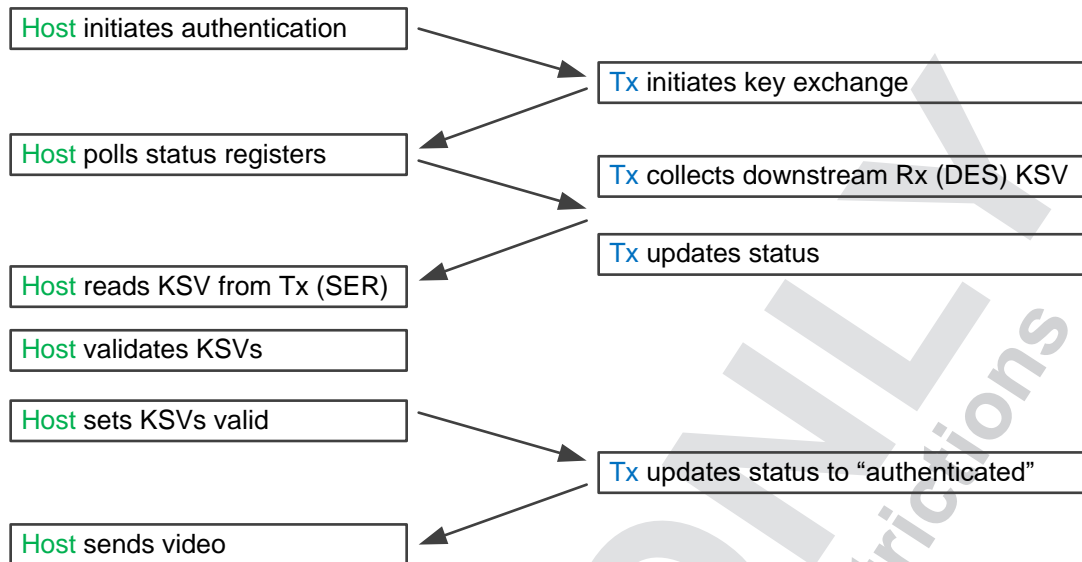 Host initiates authentication
Tx initiates key exchange
Host polls status registers
Tx collects downstream Rx (DES) KSV
Tx updates status
Host reads KSV from Tx (SER)
Host validates KSVs
Host sets KSVs valid
Tx updates status to “authenticated”
Host sends video